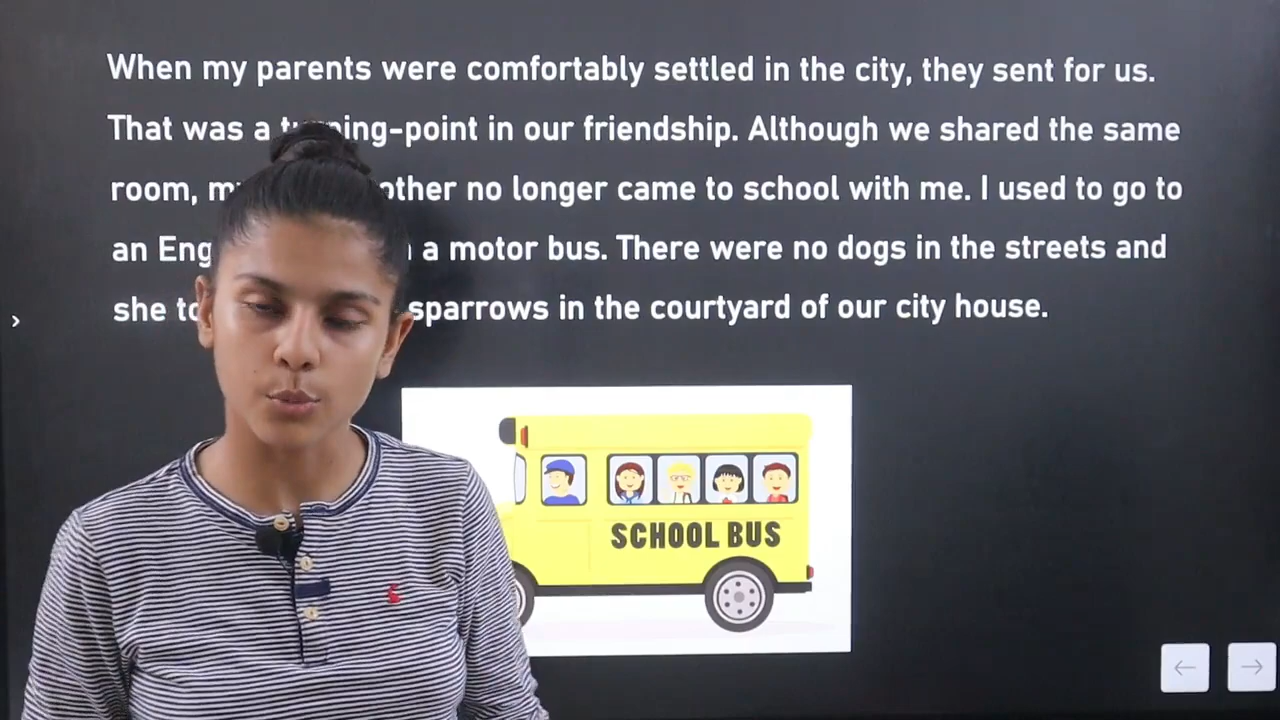 When my parents were comfortably settled in the city, they sent for us.
That was a turning-point in our friendship. Although we shared the same
room, my other no longer came to school with me. I used to go to
an a motor bus. There were no dogs in the streets and
she sparrows in the courtyard of our city house.
SCHOOL BUS